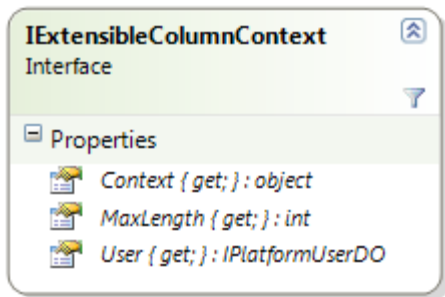 IExtensibleColumnContext
Interface
Properties
Context { get; } : object
MaxLength { get; } : int
User { get; } : IPlatformUserDO